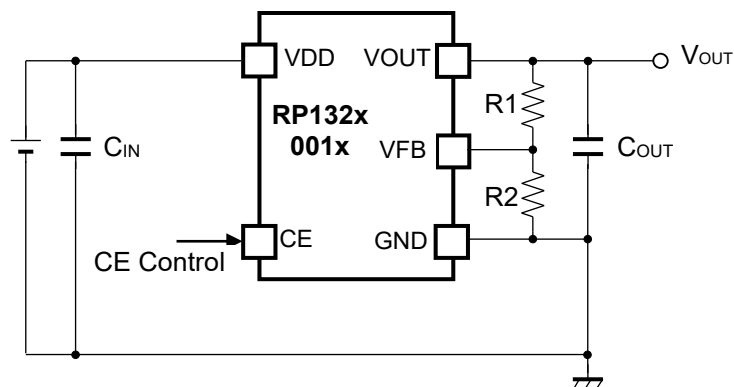 VDD
VOUT
VOUT
RP132x
001x
R1
CIN
VFB
COUT
R2
CE
GND
CE Control